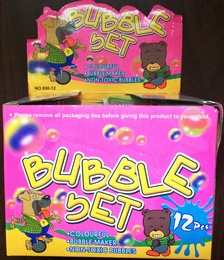 BUBBLE
SET
•COLOURFUL
•BUBBLE MAKER
•NON-TOXIC BUBBLES
NO.898-12
• Please remove all packaging ties before giving this product to your child.
BUBBLE
SET
•COLOURFUL
•BUBBLE MAKER
•NON-TOXIC BUBBLES
12Pcs